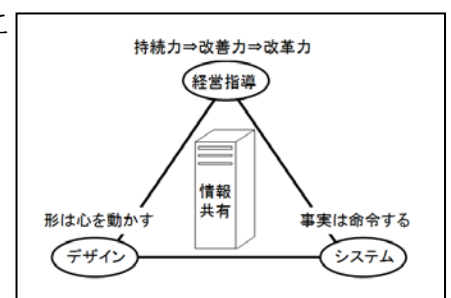 に
持続力⇒改善力⇒改革力
経営指導
情報
共有
形は心を動かす
事実は命令する
デザイン
システム